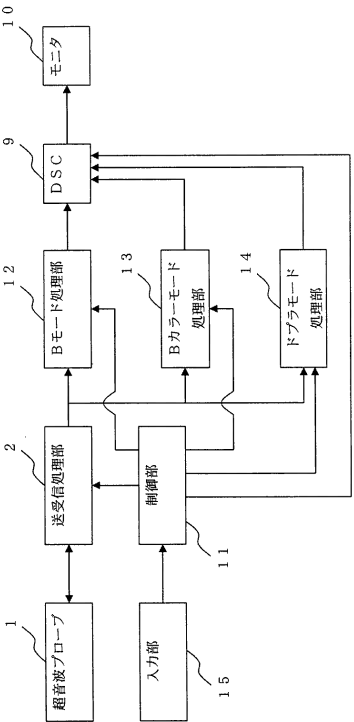 1
超音波プローブ
2
送受信処理部
12
Bモード処理部
9
DSC
10
モニタ
13
Bカラーモード
処理部
14
ドプラモード
処理部
制御部
11
入力部
15